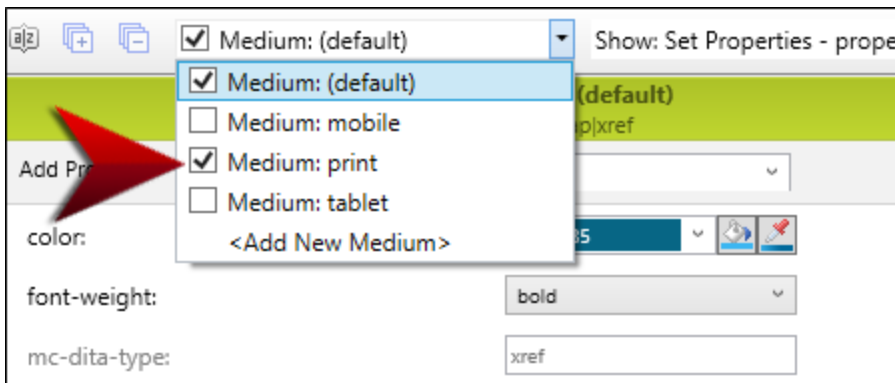 a|z
Medium: (default)
Show: Set Properties - prope
Medium: (default)
(default)
Medium: mobile
p|xref
Medium: print
Add Pr
Medium: tablet
color:
<Add New Medium>
font-weight:
bold
mc-dita-type:
xref